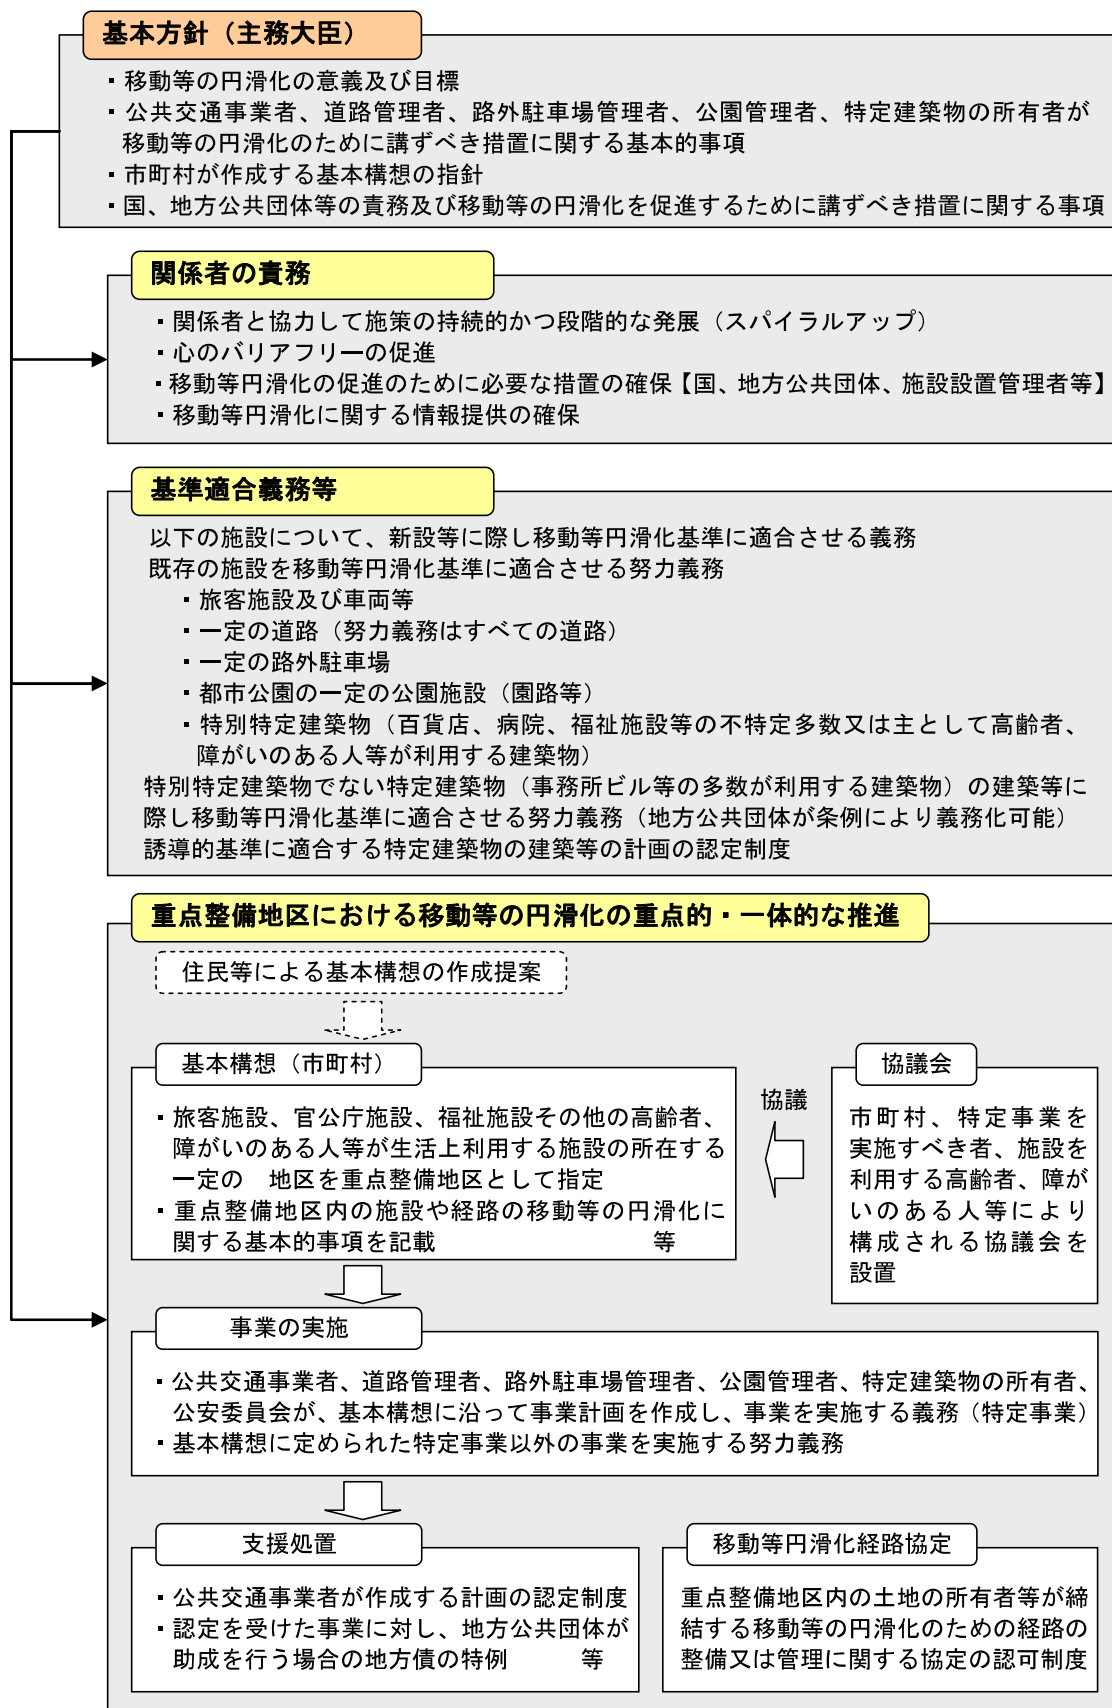 基本方針（主務大臣）
・移動等の円滑化の意義及び目標
・公共交通事業者、道路管理者、路外駐車場管理者、公園管理者、特定建築物の所有者が
移動等の円滑化のために講ずべき措置に関する基本的事項
・市町村が作成する基本構想の指針
・国、地方公共団体等の責務及び移動等の円滑化を促進するために講ずべき措置に関する事項
関係者の責務
・関係者と協力して施策の持続的かつ段階的な発展（スパイラルアップ）
・心のバリアフリーの促進
・移動等円滑化の促進のために必要な措置の確保【国、地方公共団体、施設設置管理者等】
・移動等円滑化に関する情報提供の確保
基準適合義務等
以下の施設について、新設等に際し移動等円滑化基準に適合させる義務
既存の施設を移動等円滑化基準に適合させる努力義務
・旅客施設及び車両等
・一定の道路（努力義務はすべての道路）
・一定の路外駐車場
・都市公園の一定の公園施設（園路等）
・特別特定建築物（百貨店、病院、福祉施設等の不特定多数又は主として高齢者、
障がいのある人等が利用する建築物）
特別特定建築物でない特定建築物（事務所ビル等の多数が利用する建築物）の建築等に
際し移動等円滑化基準に適合させる努力義務（地方公共団体が条例により義務化可能）
誘導的基準に適合する特定建築物の建築等の計画の認定制度
重点整備地区における移動等の円滑化の重点的・一体的な推進
住民等による基本構想の作成提案
基本構想（市町村）
・旅客施設、官公庁施設、福祉施設その他の高齢者、
障がいのある人等が生活上利用する施設の所在する
一定の　地区を重点整備地区として指定
・重点整備地区内の施設や経路の移動等の円滑化に
関する基本的事項を記載　　　　　　　　　等
協議
協議会
市町村、特定事業を
実施すべき者、施設を
利用する高齢者、障が
いのある人等により
構成される協議会を
設置
事業の実施
・公共交通事業者、道路管理者、路外駐車場管理者、公園管理者、特定建築物の所有者、
公安委員会が、基本構想に沿って事業計画を作成し、事業を実施する義務（特定事業）
・基本構想に定められた特定事業以外の事業を実施する努力義務
支援処置
・公共交通事業者が作成する計画の認定制度
・認定を受けた事業に対し、地方公共団体が
助成を行う場合の地方債の特例　　　等
移動等円滑化経路協定
重点整備地区内の土地の所有者等が締
結する移動等の円滑化のための経路の
整備又は管理に関する協定の認可制度